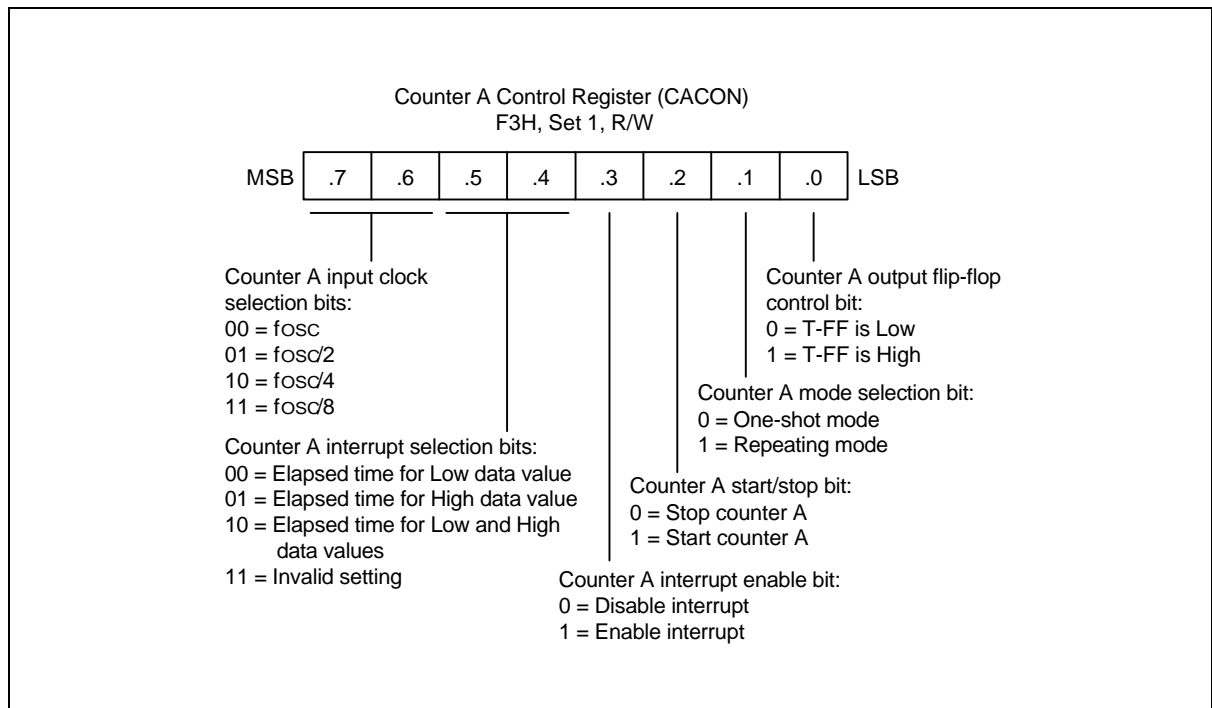 Counter A Control Register (CACON)
F3H, Set 1, R/W
MSB .7 .6 .5 .4 .3 .2 .1 .0 LSB
Counter A input clock
selection bits:
00 = fosc
01 = fosc/2
10 = fosc/4
11 = fosc/8
Counter A interrupt selection bits:
00 = Elapsed time for Low data value
01 = Elapsed time for High data value
10 = Elapsed time for Low and High
data values
11 = Invalid setting
Counter A output flip-flop
control bit:
0 = T-FF is Low
1 = T-FF is High
Counter A mode selection bit:
0 = One-shot mode
1 = Repeating mode
Counter A start/stop bit:
0 = Stop counter A
1 = Start counter A
Counter A interrupt enable bit:
0 = Disable interrupt
1 = Enable interrupt